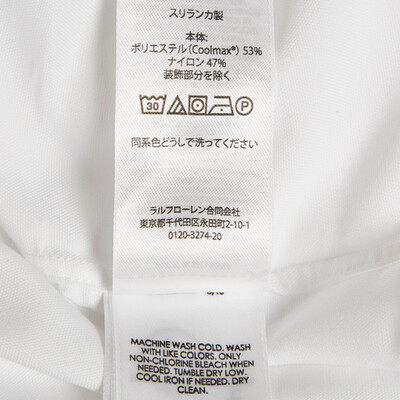 スリランカ製
本体:
ポリエステル (Coolmax®) 53%
ナイロン 47%
装飾部分を除く
30 P
同系色どうしで洗ってください
ラルフローレン合同会社
東京都千代田区永田町2-10-1
0120-3274-20
MACHINE WASH COLD. WASH
WITH LIKE COLORS. ONLY
NON-CHLORINE BLEACH WHEN
NEEDED. TUMBLE DRY LOW.
COOL IRON IF NEEDED. DRY
CLEAN.